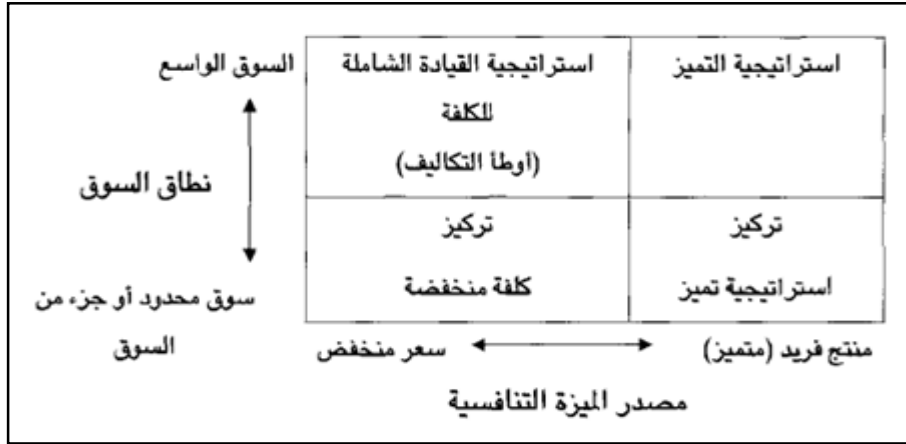 استراتيجية التميز
استراتيجية القيادة الشاملة
للكلفة
(أوطأ التكاليف)
السوق الواسع
نطاق السوق
سوق محدود أو جزء من
السوق
تركيز
استراتيجية تميز
تركيز
كلفة منخفضة
منتج فريد (متميز)
سعر منخفض
مصدر الميزة التنافسية